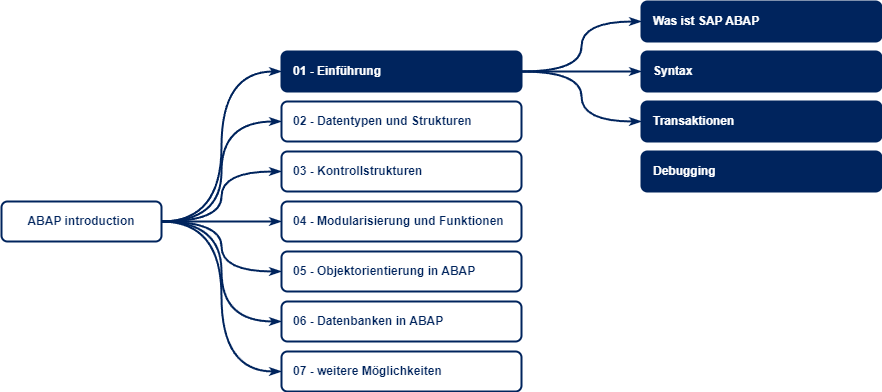 ABAP introduction
01 - Einführung
02 - Datentypen und Strukturen
03 - Kontrollstrukturen
04 - Modularisierung und Funktionen
05 - Objektorientierung in ABAP
06 - Datenbanken in ABAP
07 - weitere Möglichkeiten
Was ist SAP ABAP
Syntax
Transaktionen
Debugging